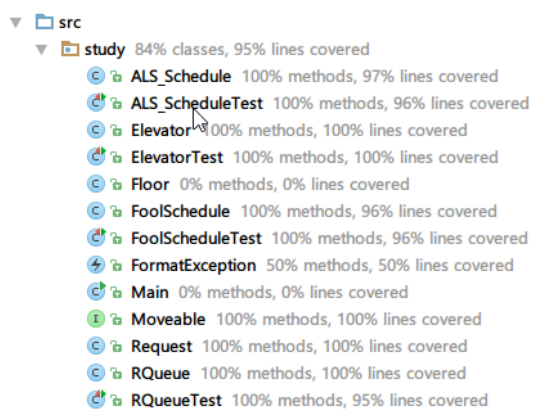 src
study 84% classes, 95% lines covered
ALS_Schedule 100% methods, 97% lines covered
ALS_ScheduleTest 100% methods, 96% lines covered
Elevator 100% methods, 100% lines covered
ElevatorTest 100% methods, 100% lines covered
Floor 0% methods, 0% lines covered
FoolSchedule 100% methods, 96% lines covered
FoolScheduleTest 100% methods, 96% lines covered
FormatException 50% methods, 50% lines covered
Main 0% methods, 0% lines covered
Moveable 100% methods, 100% lines covered
Request 100% methods, 100% lines covered
RQueue 100% methods, 100% lines covered
RQueueTest 100% methods, 95% lines covered